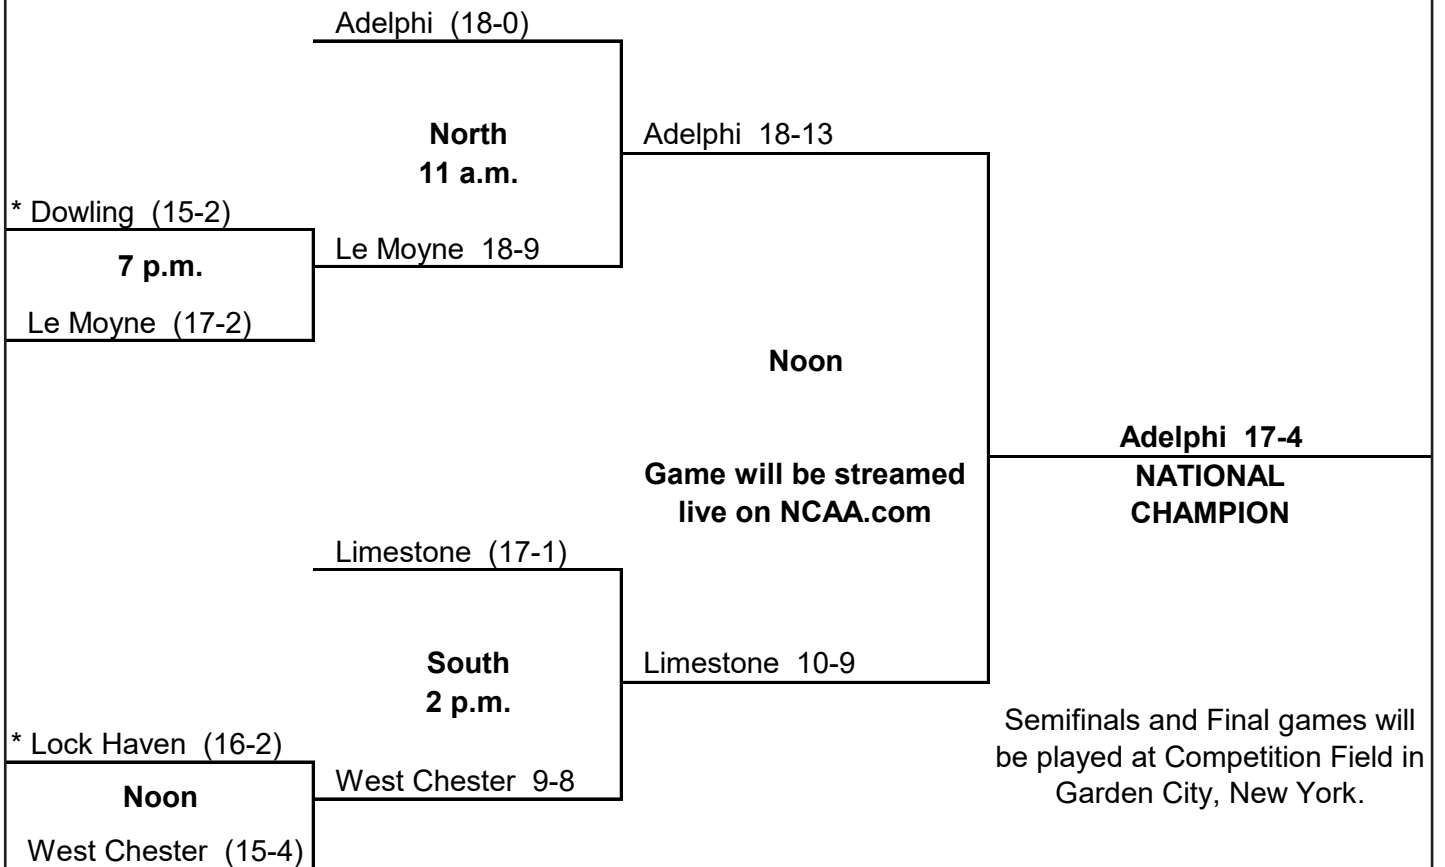 Adelphi (18-0)
North
11 a.m.
Adelphi 18-13
* Dowling (15-2)
7 p.m.
Le Moyne 18-9
Le Moyne (17-2)
Noon
Adelphi 17-4
NATIONAL
CHAMPION
Game will be streamed
live on NCAA.com
Limestone (17-1)
South
2 p.m.
Limestone 10-9
* Lock Haven (16-2)
Noon
West Chester 9-8
West Chester (15-4)
Semifinals and Final games will
be played at Competition Field in
Garden City, New York.